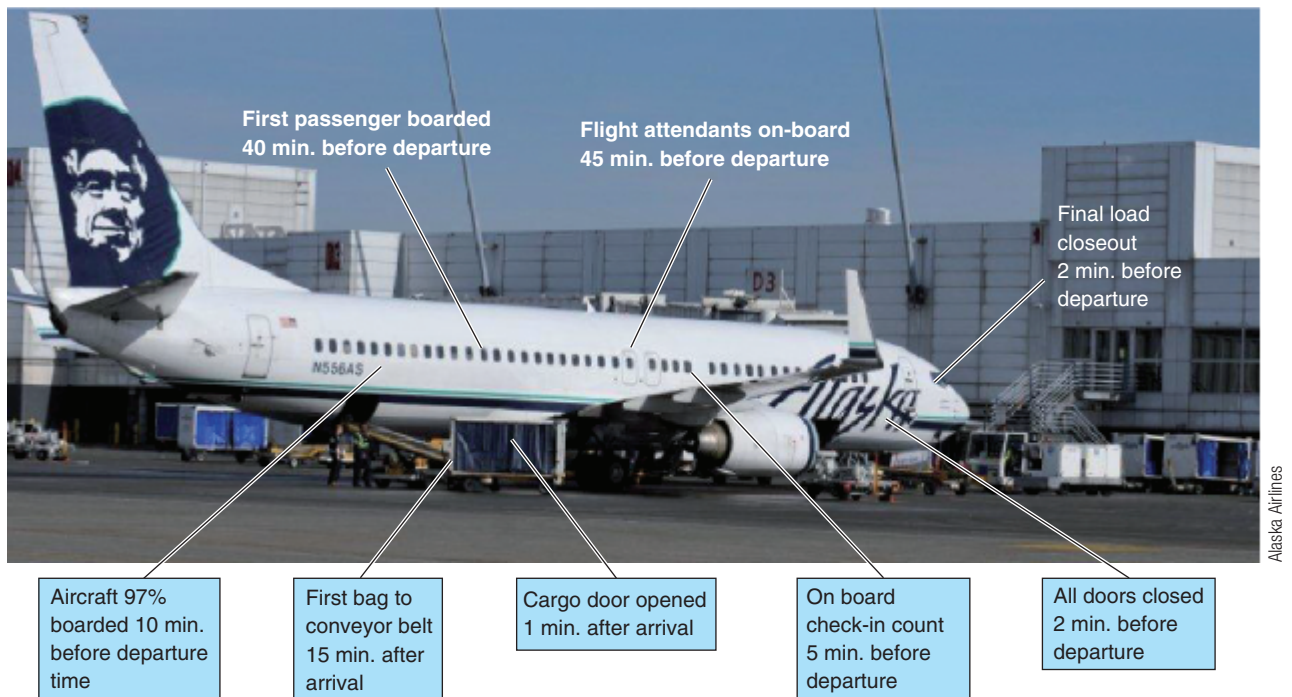 First passenger boarded
40 min. before departure
Flight attendants on-board
45 min. before departure
Final load
closeout
2 min. before
departure
D3
N556AS
Alaska
Alaska Airlines
Aircraft 97%
boarded 10 min.
before departure
time
First bag to
conveyor belt
15 min. after
arrival
Cargo door opened
1 min. after arrival
On board
check-in count
5 min. before
departure
All doors closed
2 min. before
departure